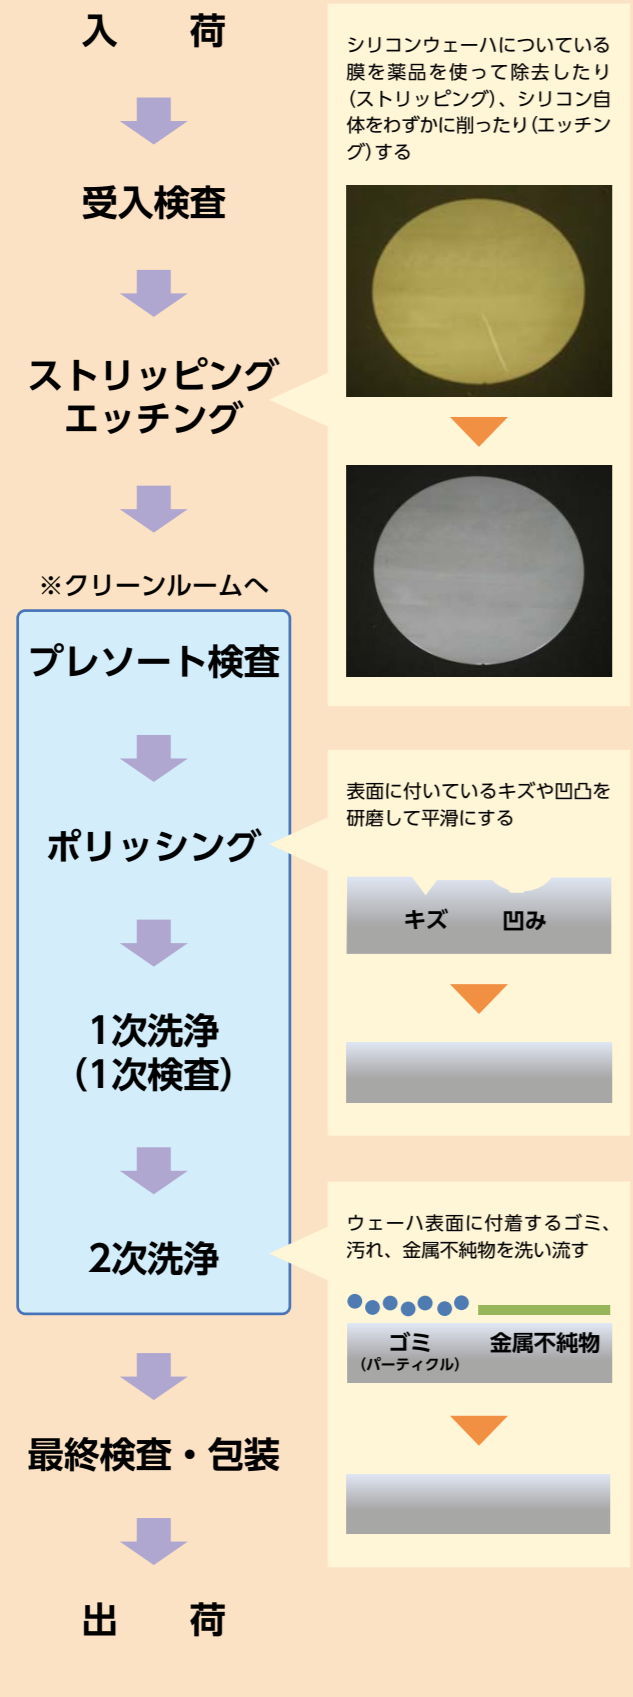 入　荷
受入検査
ストリッピング
エッチング
シリコンウェーハについている
膜を薬品を使って除去したり
(ストリッピング)、シリコン自
体をわずかに削ったり(エッチン
グ)する
※クリーンルームへ
プレソート検査
ポリッシング
表面に付いているキズや凹凸を
研磨して平滑にする
キズ
凹み
1次洗浄
(1次検査)
2次洗浄
ウェーハ表面に付着するゴミ、
汚れ、金属不純物を洗い流す
ゴミ
(パーティクル)
金属不純物
最終検査・包装
出　荷